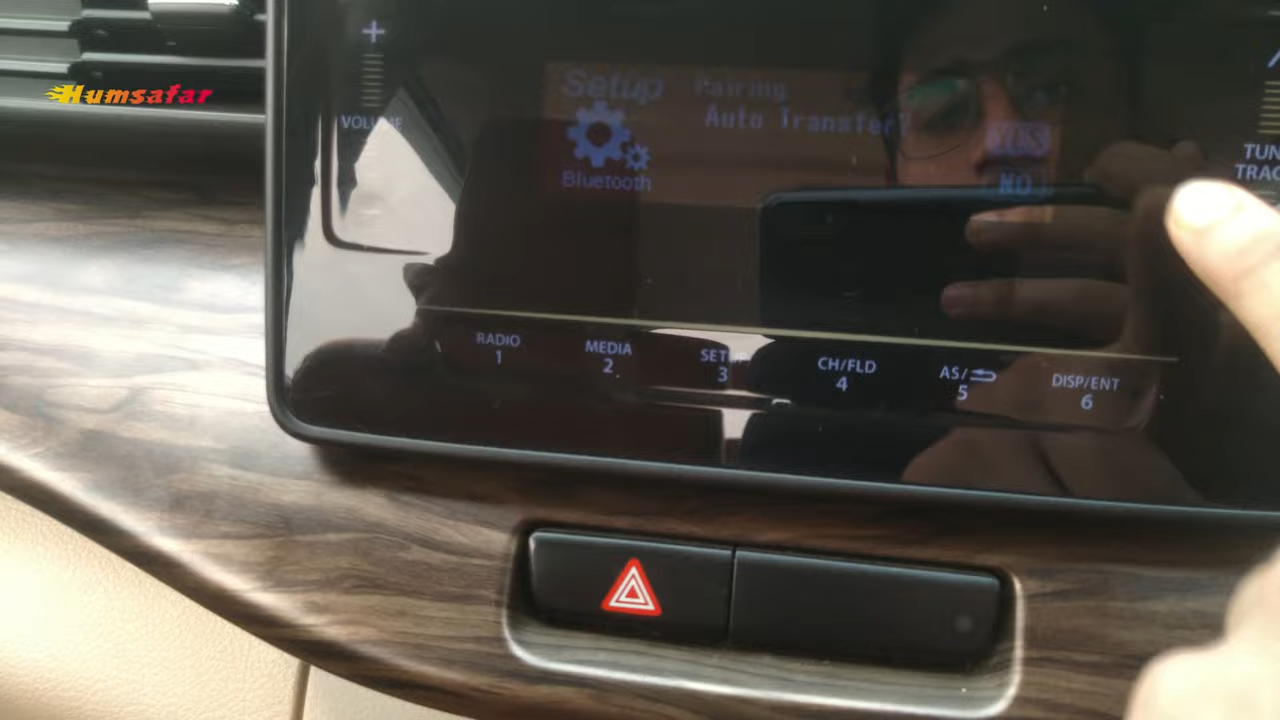 Humsafar
+
VOLUME
Setup
Bluetooth
Pairing
Auto Transfer?
YES
NO
TUN
TRAC
RADIO
1
MEDIA
2
SETUP
3
CH/FLD
4
AS/
5
DISP/ENT
6